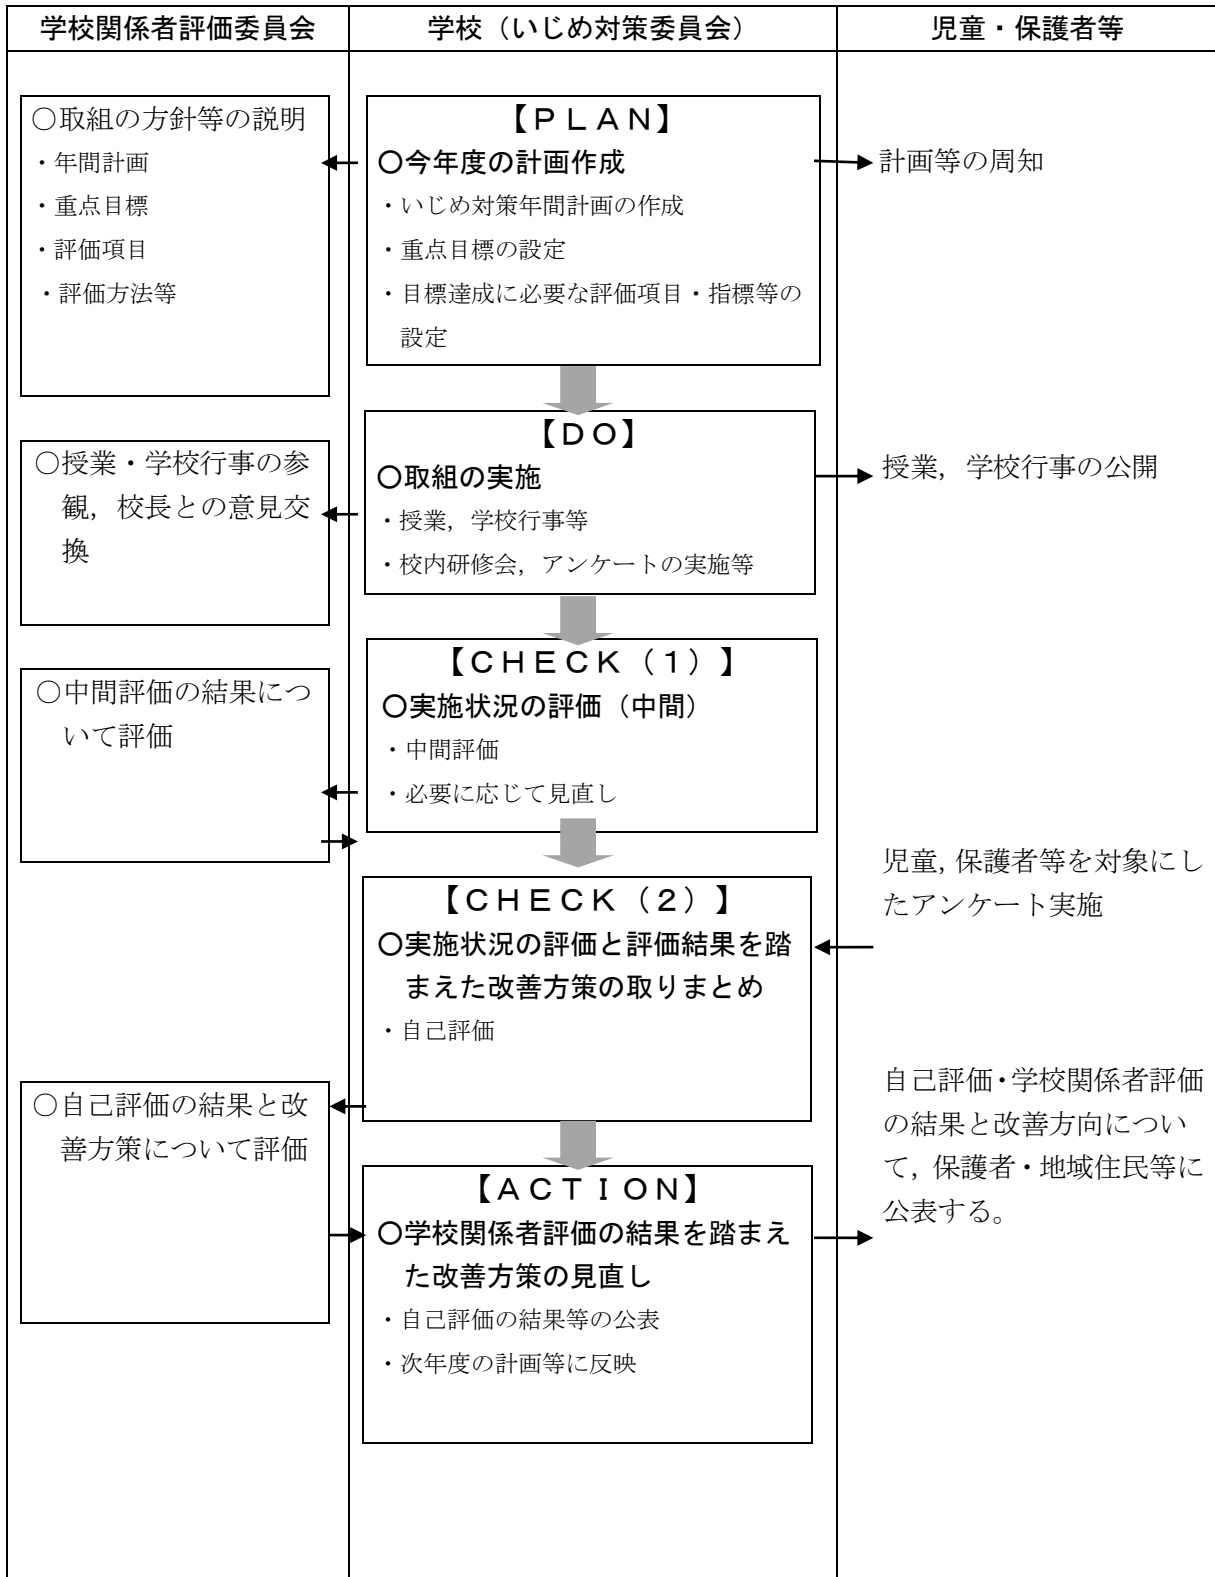 学校関係者評価委員会
学校（いじめ対策委員会）
児童・保護者等
○取組の方針等の説明
・年間計画
・重点目標
・評価項目
・評価方法等
【ＰＬＡＮ】
○今年度の計画作成
・いじめ対策年間計画の作成
・重点目標の設定
・目標達成に必要な評価項目・指標等の
設定
計画等の周知
○授業・学校行事の参
観，校長との意見交
換
【ＤＯ】
○取組の実施
・授業，学校行事等
・校内研修会，アンケートの実施等
授業，学校行事の公開
○中間評価の結果につ
いて評価
【ＣＨＥＣＫ（１）】
○実施状況の評価（中間）
・中間評価
・必要に応じて見直し
【ＣＨＥＣＫ（２）】
○実施状況の評価と評価結果を踏
まえた改善方策の取りまとめ
・自己評価
児童，保護者等を対象にし
たアンケート実施
○自己評価の結果と改
善方策について評価
【ＡＣＴＩＯＮ】
○学校関係者評価の結果を踏まえ
た改善方策の見直し
・自己評価の結果等の公表
・次年度の計画等に反映
自己評価・学校関係者評価
の結果と改善方向につい
て，保護者・地域住民等に
公表する。